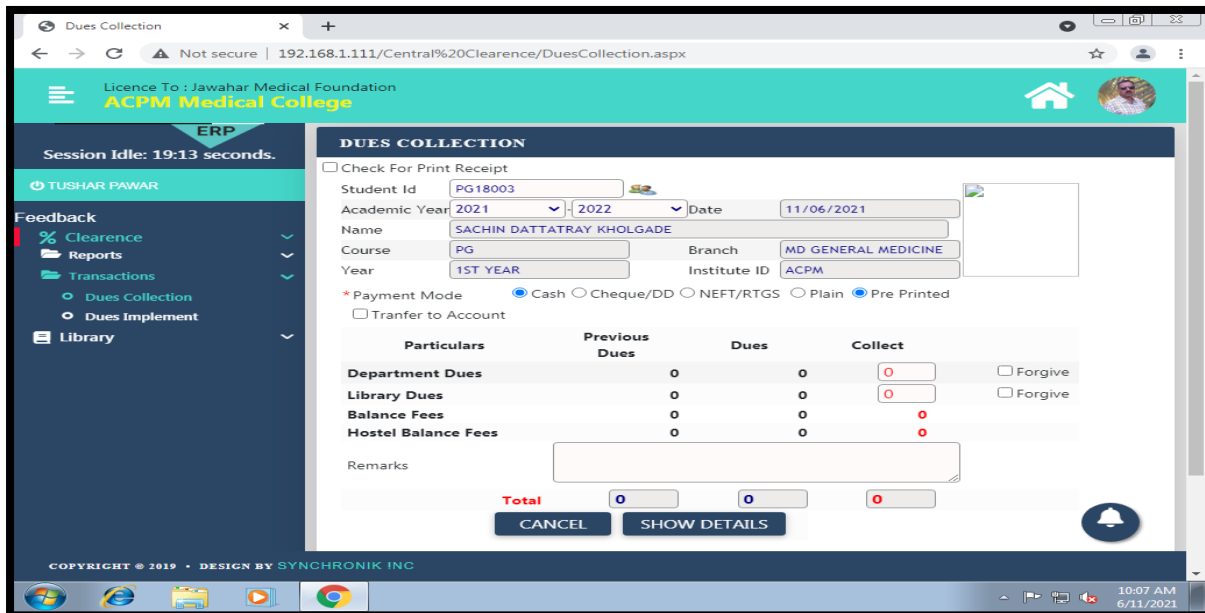 Dues Collection
Not secure | 192.168.1.111/Central%20Clearence/DuesCollection.aspx
Licence To : Jawahar Medical Foundation
ACPM Medical College
ERP
Session Idle: 19:13 seconds.
TUSHAR PAWAR
Feedback
Clearence
Reports
Transactions
Dues Collection
Dues Implement
Library
DUES COLLECTION
Check For Print Receipt
Student Id PG18003
Academic Year 2021 - 2022 Date 11/06/2021
Name SACHIN DATTATRAY KHOLGADE
Course PG Branch MD GENERAL MEDICINE
Year 1ST YEAR Institute ID ACPM
*Payment Mode Cash Cheque/DD NEFT/RTGS Plain Pre Printed
Tranfer to Account
Particulars Previous Dues Dues Collect
Department Dues 0 0 0 Forgive
Library Dues 0 0 0 Forgive
Balance Fees 0 0 0
Hostel Balance Fees 0 0 0
Remarks
Total 0 0 0
CANCEL SHOW DETAILS
COPYRIGHT © 2019 • DESIGN BY SYNCHRONIK INC
10:07 AM
6/11/2021